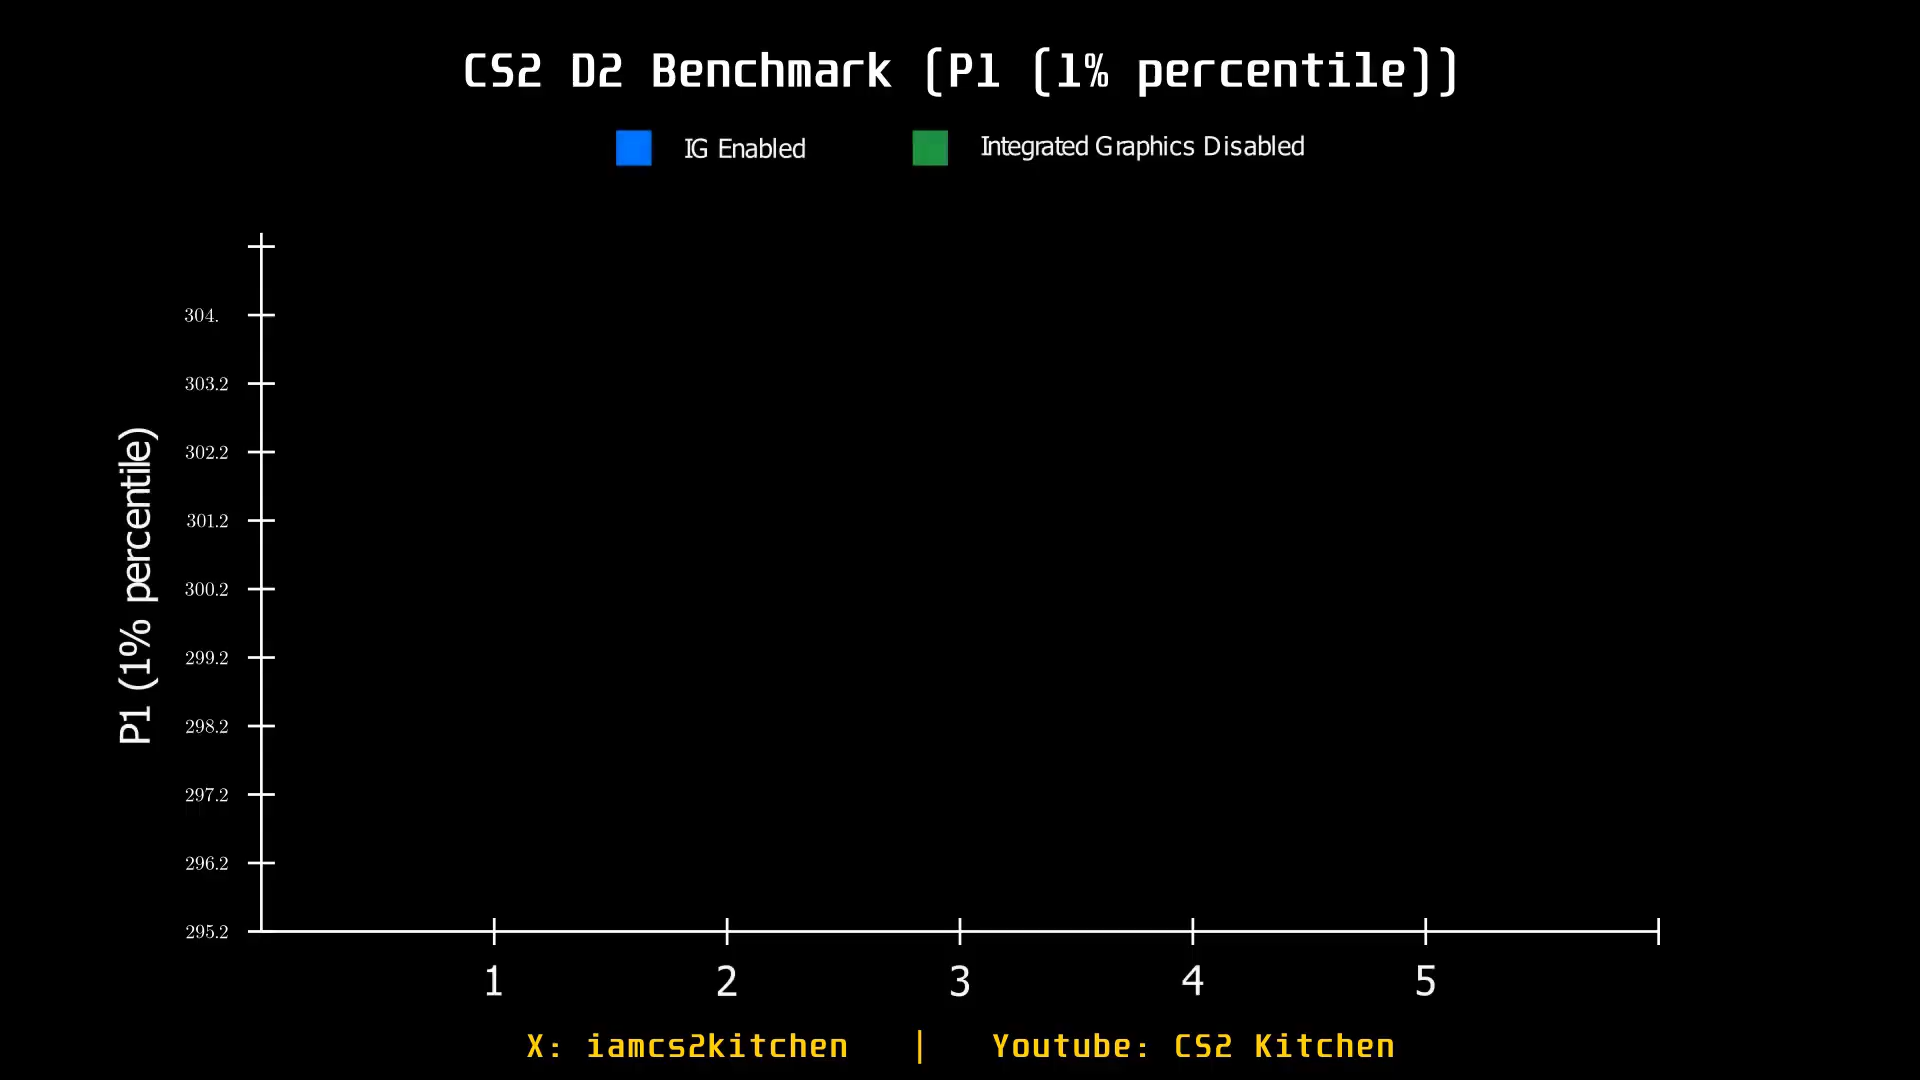 CS2 D2 Benchmark (P1 (1% percentile))
IG Enabled
Integrated Graphics Disabled
P1 (1% percentile)
304.
303.2
302.2
301.2
300.2
299.2
298.2
297.2
296.2
295.2
1 2 3 4 5
X: iamcs2kitchen | Youtube: CS2 Kitchen